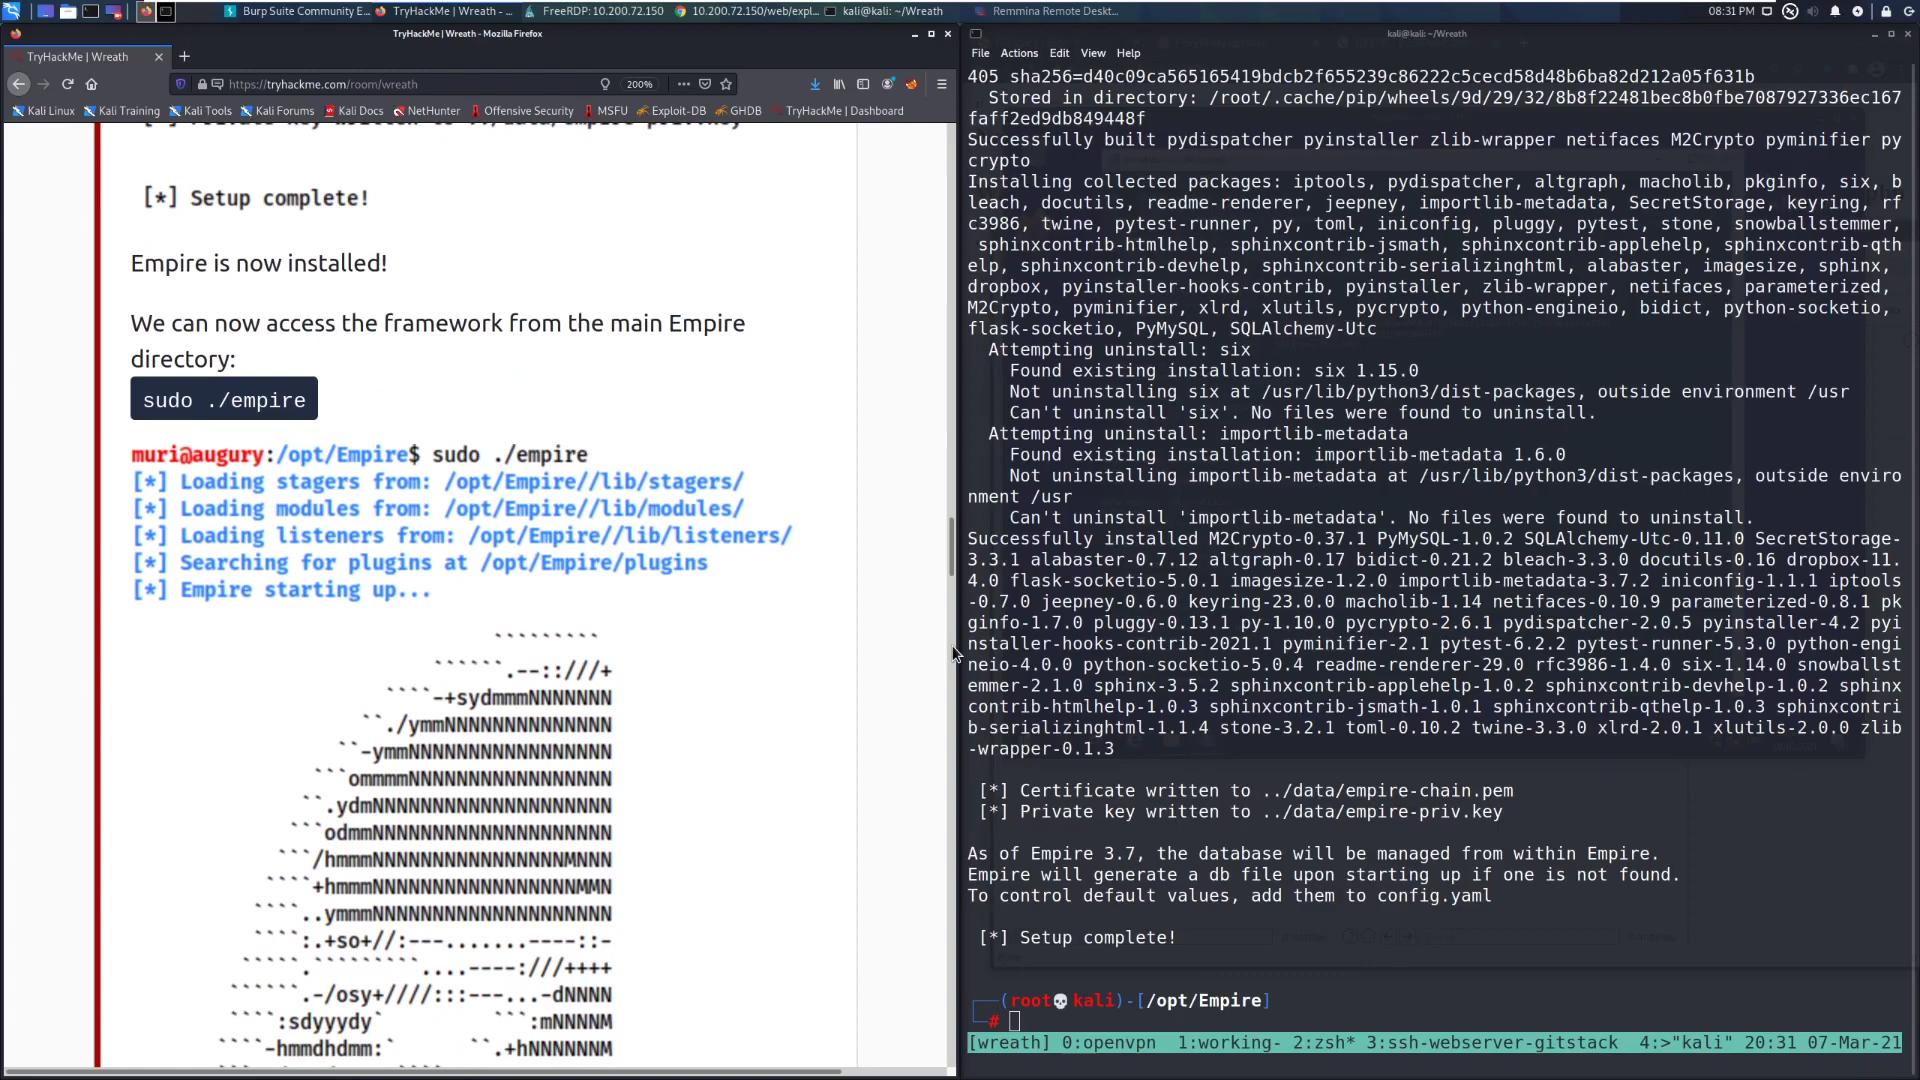 Burp Suite Community E...
TryHackMe | Wreath - ...
FreeRDP: 10.200.72.150
10.200.72.150/web/expl...
kali@kali: ~/Wreath
Remmina Remote Deskt...
08:31 PM
TryHackMe | Wreath - Mozilla Firefox
TryHackMe | Wreath
https://tryhackme.com/room/wreath
200%
Kali Linux
Kali Training
Kali Tools
Kali Forums
Kali Docs
NetHunter
Offensive Security
MSFU
Exploit-DB
GHDB
TryHackMe | Dashboard
[*] Private key written to ../data/empire-priv.key
[*] Setup complete!
Empire is now installed!
We can now access the framework from the main Empire
directory:
sudo ./empire
muri@augury:/opt/Empire$ sudo ./empire
[*] Loading stagers from: /opt/Empire//lib/stagers/
[*] Loading modules from: /opt/Empire//lib/modules/
[*] Loading listeners from: /opt/Empire//lib/listeners/
[*] Searching for plugins at /opt/Empire/plugins
[*] Empire starting up...
`````````
``````.--::///+
````-+sydmmmNNNNNNN
``./ymmNNNNNNNNNNNNNN
``-ymmNNNNNNNNNNNNNNNNN
```ommmmNNNNNNNNNNNNNNNNN
``.ydmNNNNNNNNNNNNNNNNNNNN
```odmmNNNNNNNNNNNNNNNNNNNN
```/hmmmNNNNNNNNNNNNNNNNMNNN
````+hmmmNNNNNNNNNNNNNNNNNMMN
````..ymmmNNNNNNNNNNNNNNNNNNNN
````:.+so+//:---.......----::-
`````.`````````....----:///++++
``````.-/osy+////:::---...-dNNNN
````:sdyyydy`         ```:mNNNNM
````-hmmdhdmm:`      ``.+hNNNNNNM
kali@kali: ~/Wreath
File Actions Edit View Help
405 sha256=d40c09ca565165419bdcb2f655239c86222c5cecd58d48b6ba82d212a05f631b
Stored in directory: /root/.cache/pip/wheels/9d/29/32/8b8f22481bec8b0fbe7087927336ec167
faff2ed9db849448f
Successfully built pydispatcher pyinstaller zlib-wrapper netifaces M2Crypto pyminifier py
crypto
Installing collected packages: iptools, pydispatcher, altgraph, macholib, pkginfo, six, b
leach, docutils, readme-renderer, jeepney, importlib-metadata, SecretStorage, keyring, rf
c3986, twine, pytest-runner, py, toml, iniconfig, pluggy, pytest, stone, snowballstemmer,
sphinxcontrib-htmlhelp, sphinxcontrib-jsmath, sphinxcontrib-applehelp, sphinxcontrib-qth
elp, sphinxcontrib-devhelp, sphinxcontrib-serializinghtml, alabaster, imagesize, sphinx,
dropbox, pyinstaller-hooks-contrib, pyinstaller, zlib-wrapper, netifaces, parameterized,
M2Crypto, pyminifier, xlrd, xlutils, pycrypto, python-engineio, bidict, python-socketio,
flask-socketio, PyMySQL, SQLAlchemy-Utc
Attempting uninstall: six
Found existing installation: six 1.15.0
Not uninstalling six at /usr/lib/python3/dist-packages, outside environment /usr
Can't uninstall 'six'. No files were found to uninstall.
Attempting uninstall: importlib-metadata
Found existing installation: importlib-metadata 1.6.0
Not uninstalling importlib-metadata at /usr/lib/python3/dist-packages, outside enviro
nment /usr
Can't uninstall 'importlib-metadata'. No files were found to uninstall.
Successfully installed M2Crypto-0.37.1 PyMySQL-1.0.2 SQLAlchemy-Utc-0.11.0 SecretStorage-
3.3.1 alabaster-0.7.12 altgraph-0.17 bidict-0.21.2 bleach-3.3.0 docutils-0.16 dropbox-11.
4.0 flask-socketio-5.0.1 imagesize-1.2.0 importlib-metadata-3.7.2 iniconfig-1.1.1 iptools
-0.7.0 jeepney-0.6.0 keyring-23.0.0 macholib-1.14 netifaces-0.10.9 parameterized-0.8.1 pk
ginfo-1.7.0 pluggy-0.13.1 py-1.10.0 pycrypto-2.6.1 pydispatcher-2.0.5 pyinstaller-4.2 pyi
nstaller-hooks-contrib-2021.1 pyminifier-2.1 pytest-6.2.2 pytest-runner-5.3.0 python-engi
neio-4.0.0 python-socketio-5.0.4 readme-renderer-29.0 rfc3986-1.4.0 six-1.14.0 snowballst
emmer-2.1.0 sphinx-3.5.2 sphinxcontrib-applehelp-1.0.2 sphinxcontrib-devhelp-1.0.2 sphinx
contrib-htmlhelp-1.0.3 sphinxcontrib-jsmath-1.0.1 sphinxcontrib-qthelp-1.0.3 sphinxcontri
b-serializinghtml-1.1.4 stone-3.2.1 toml-0.10.2 twine-3.3.0 xlrd-2.0.1 xlutils-2.0.0 zlib
-wrapper-0.1.3
[*] Certificate written to ../data/empire-chain.pem
[*] Private key written to ../data/empire-priv.key
As of Empire 3.7, the database will be managed from within Empire.
Empire will generate a db file upon starting up if one is not found.
To control default values, add them to config.yaml
[*] Setup complete!
(root💀kali)-[/opt/Empire]
#
[wreath] 0:openvpn 1:working- 2:zsh* 3:ssh-webserver-gitstack 4:>"kali" 20:31 07-Mar-21